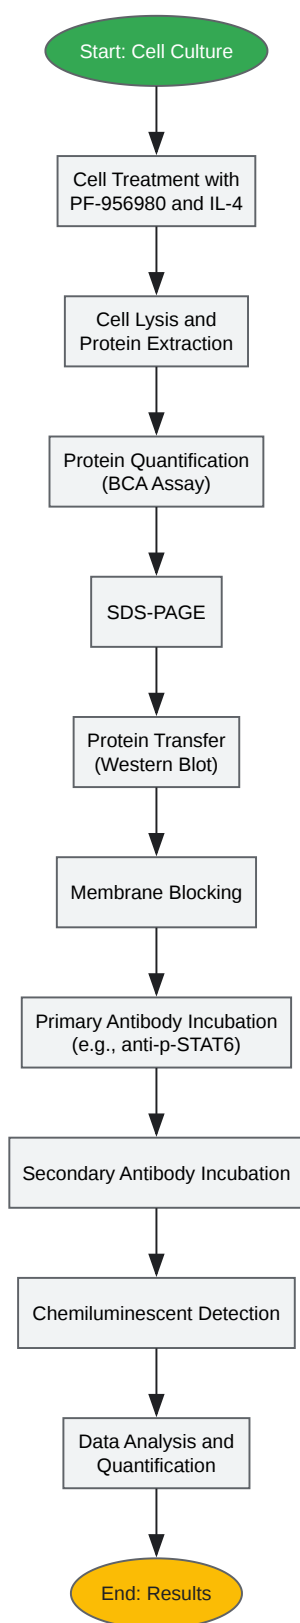 Start: Cell Culture
Cell Treatment with
PF-956980 and IL-4
Cell Lysis and
Protein Extraction
Protein Quantification
(BCA Assay)
SDS-PAGE
Protein Transfer
(Western Blot)
Membrane Blocking
Primary Antibody Incubation
(e.g., anti-p-STAT6)
Secondary Antibody Incubation
Chemiluminescent Detection
Data Analysis and
Quantification
End: Results